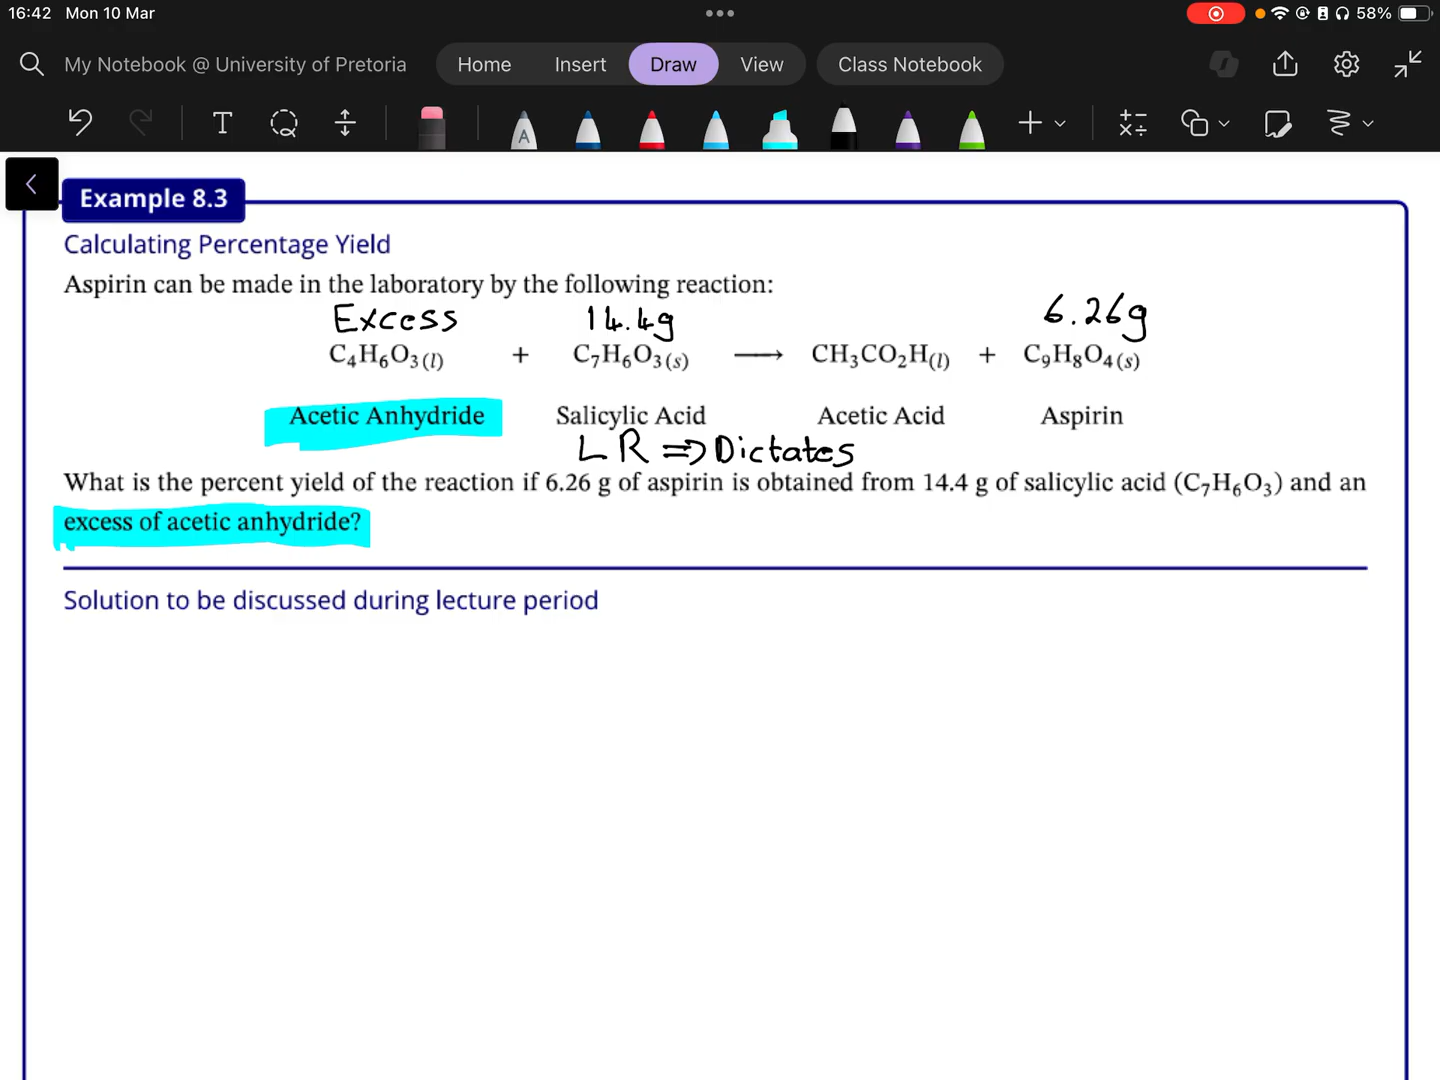 16:42 Mon 10 Mar
58%
My Notebook @ University of Pretoria
Home Insert Draw View Class Notebook
T A
Example 8.3
Calculating Percentage Yield
Aspirin can be made in the laboratory by the following reaction:
Excess 14.4g 6.26g
C₄H₆O₃(l) + C₇H₆O₃(s) ⟶ CH₃CO₂H(l) + C₉H₈O₄(s)
Acetic Anhydride Salicylic Acid Acetic Acid Aspirin
LR ⇒ Dictates
What is the percent yield of the reaction if 6.26 g of aspirin is obtained from 14.4 g of salicylic acid (C₇H₆O₃) and an
excess of acetic anhydride?
Solution to be discussed during lecture period